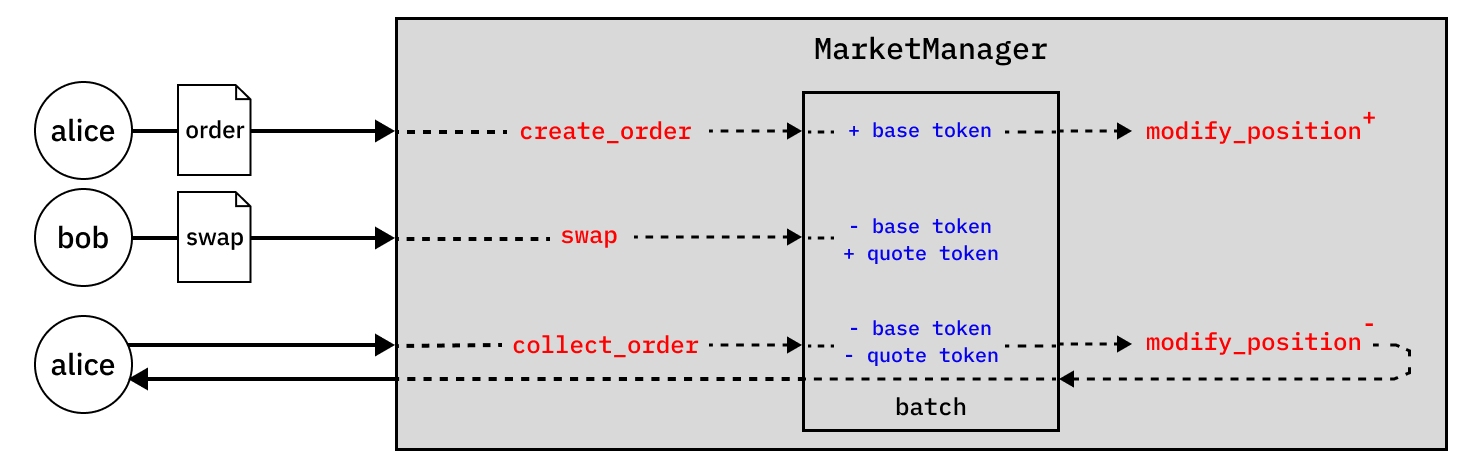 MarketManager
alice order create_order + base token modify_position+
bob swap swap - base token
+ quote token
alice collect_order - base token
- quote token modify_position-
batch